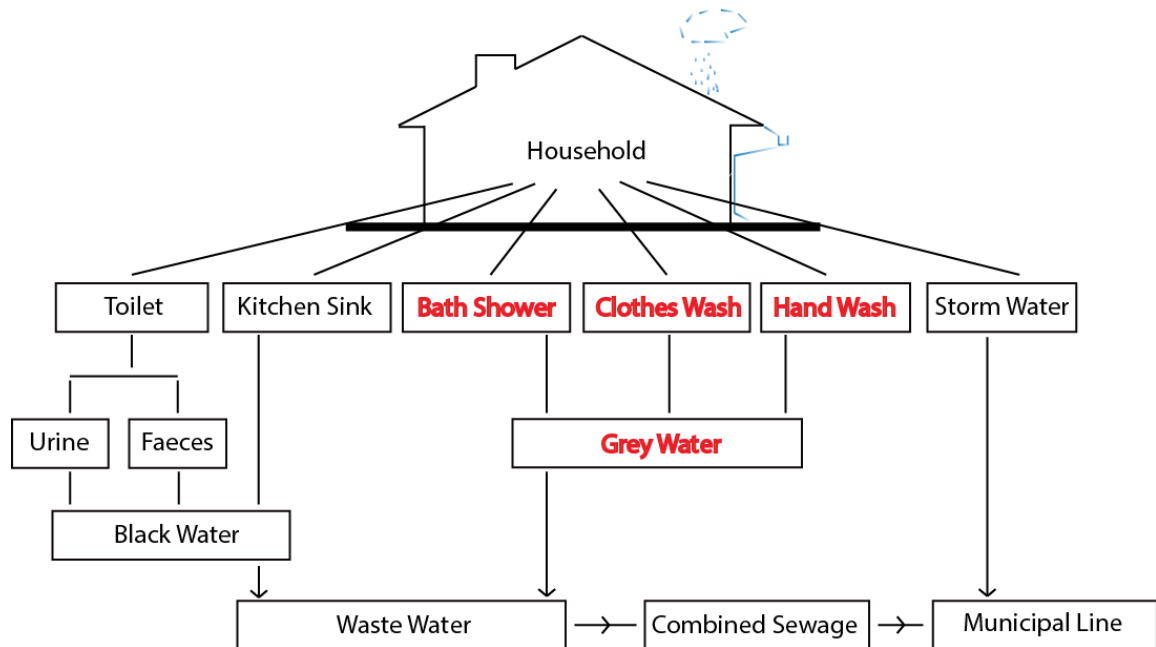 Household
Toilet
Kitchen Sink
Bath Shower
Clothes Wash
Hand Wash
Storm Water
Urine
Faeces
Grey Water
Black Water
Waste Water
Combined Sewage
Municipal Line